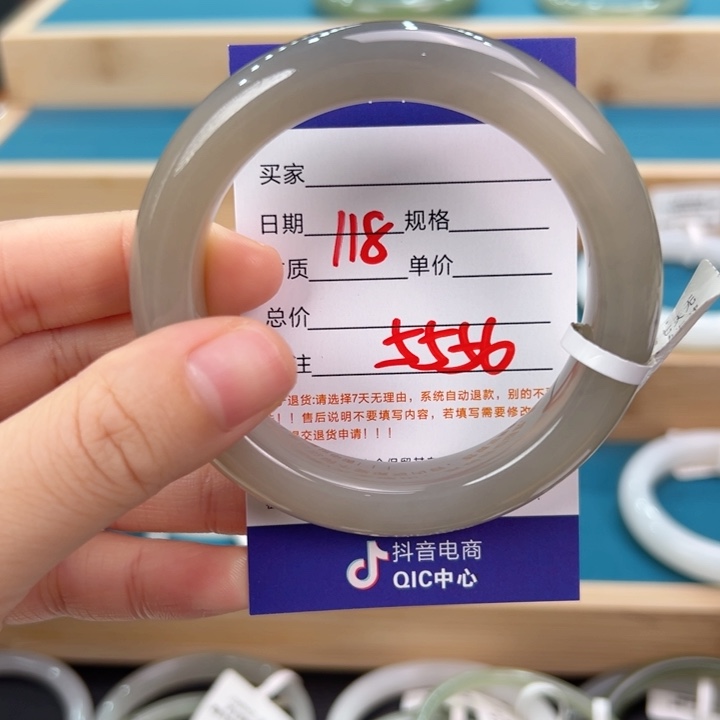 买家
日期 118 规格
质 单价
总价
注 5556
退货:请选择7天无理由，系统自动退款，别的不
！！售后说明不要填写内容，若填写需要修改
交退货申请！！！
抖音电商
QIC中心